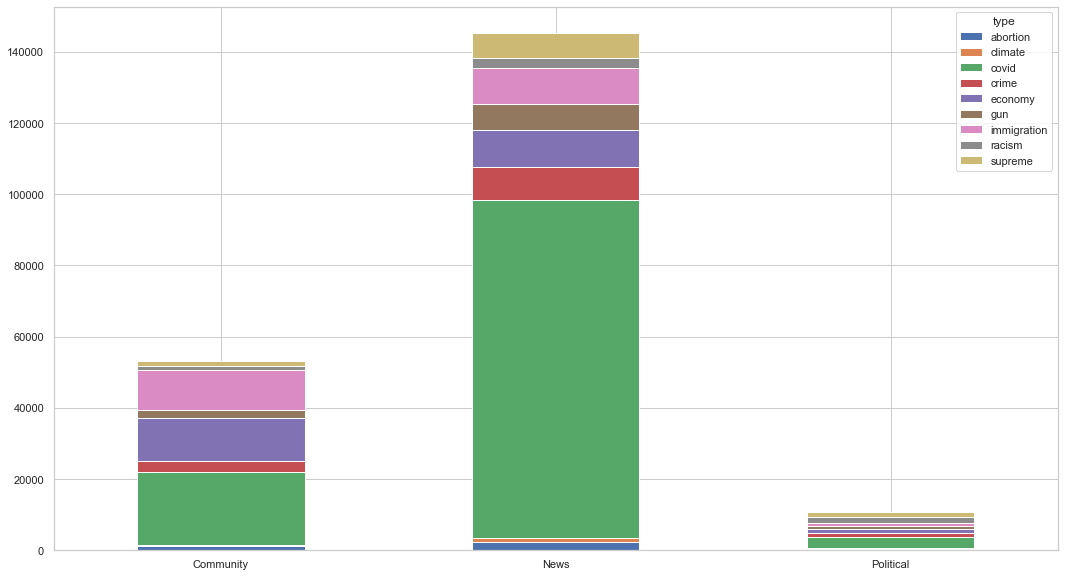 type
abortion
climate
covid
crime
economy
gun
immigration
racism
supreme
140000
120000
100000
80000
60000
40000
20000
0
Community News Political